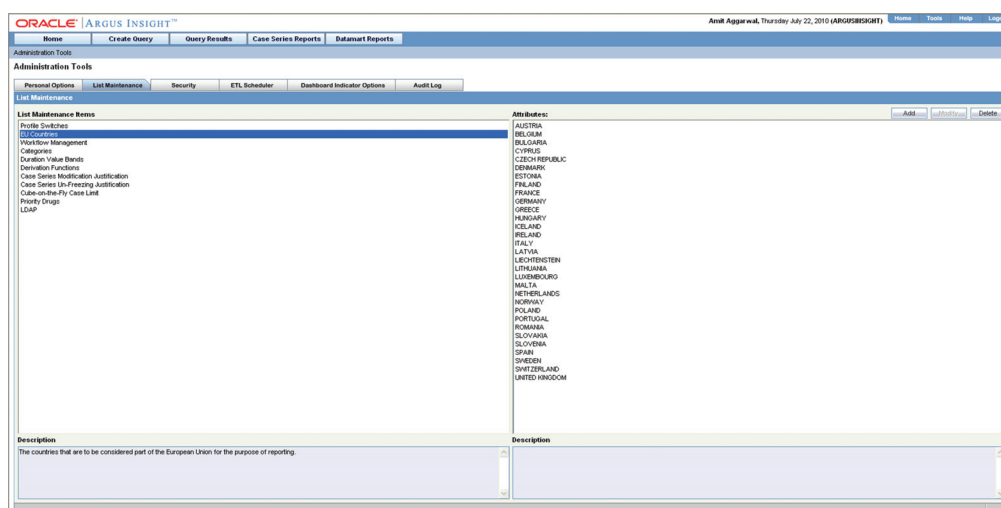 ORACLE® ARGUS INSIGHT™
Amit Aggarwal, Thursday July 22, 2010 (ARGUSINSIGHT)
Home Tools Help Log
Home Create Query Query Results Case Series Reports Datamart Reports
Administration Tools
Administration Tools
Personal Options List Maintenance Security ETL Scheduler Dashboard Indicator Options Audit Log
List Maintenance
List Maintenance Items
Profile Switches
EU Countries
Workflow Management
Categories
Duration Value Bands
Derivation Functions
Case Series Modification Justification
Case Series Un-Freezing Justification
Cube-on-the-Fly Case Limit
Priority Drugs
LDAP
Attributes:
Add Modify Delete
AUSTRIA
BELGIUM
BULGARIA
CYPRUS
CZECH REPUBLIC
DENMARK
ESTONIA
FINLAND
FRANCE
GERMANY
GREECE
HUNGARY
ICELAND
IRELAND
ITALY
LATVIA
LIECHTENSTEIN
LITHUANIA
LUXEMBOURG
MALTA
NETHERLANDS
NORWAY
POLAND
PORTUGAL
ROMANIA
SLOVAKIA
SLOVENIA
SPAIN
SWEDEN
SWITZERLAND
UNITED KINGDOM
Description
The countries that are to be considered part of the European Union for the purpose of reporting.
Description